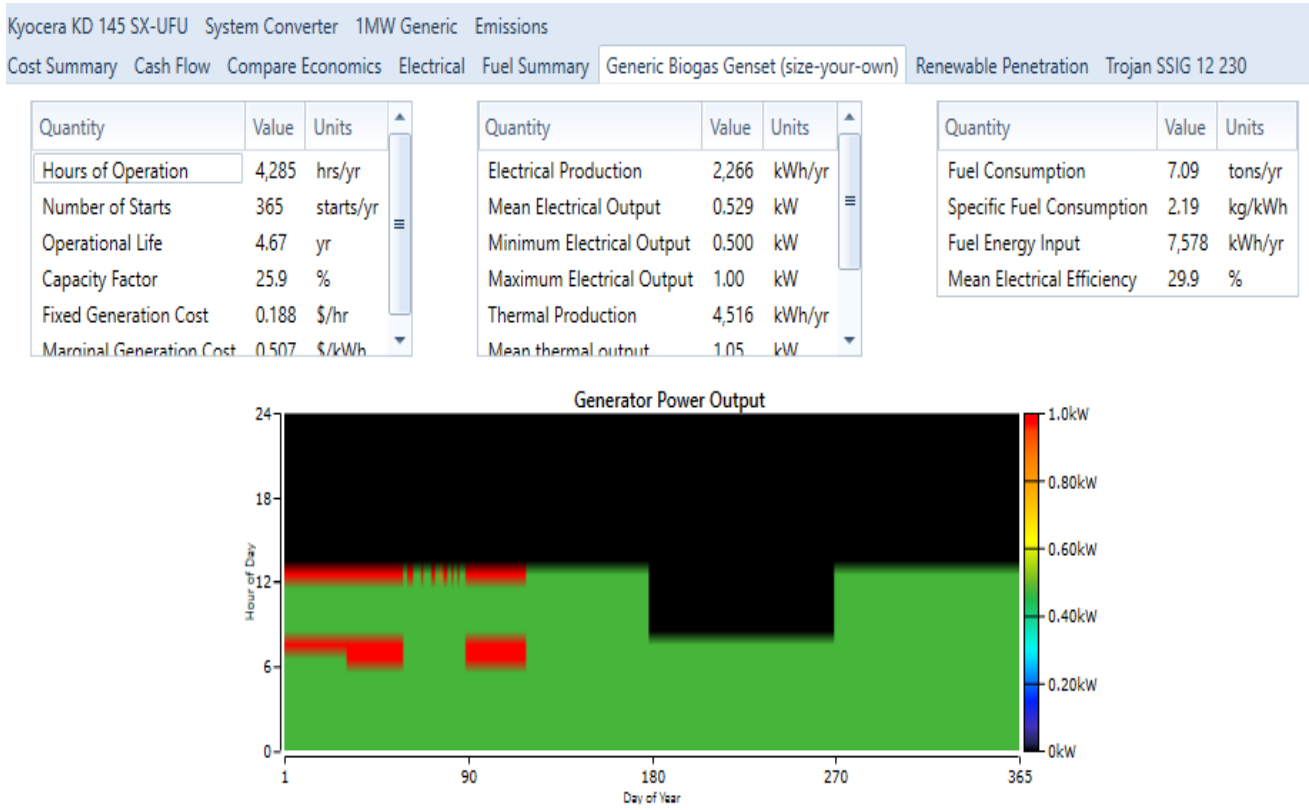 Kyocera KD 145 SX-UFU System Converter 1MW Generic Emissions
Cost Summary Cash Flow Compare Economics Electrical Fuel Summary Generic Biogas Genset (size-your-own) Renewable Penetration Trojan SSIG 12 230
Quantity Value Units
Hours of Operation 4,285 hrs/yr
Number of Starts 365 starts/yr
Operational Life 4.67 yr
Capacity Factor 25.9 %
Fixed Generation Cost 0.188 $/hr
Marginal Generation Cost 0.507 $/kWh
Quantity Value Units
Electrical Production 2,266 kWh/yr
Mean Electrical Output 0.529 kW
Minimum Electrical Output 0.500 kW
Maximum Electrical Output 1.00 kW
Thermal Production 4,516 kWh/yr
Mean thermal output 1.05 kW
Quantity Value Units
Fuel Consumption 7.09 tons/yr
Specific Fuel Consumption 2.19 kg/kWh
Fuel Energy Input 7,578 kWh/yr
Mean Electrical Efficiency 29.9 %
Generator Power Output
24
18
12
6
0
Hour of Day
1 90 180 270 365
Day of Year
1.0kW
0.80kW
0.60kW
0.40kW
0.20kW
0kW